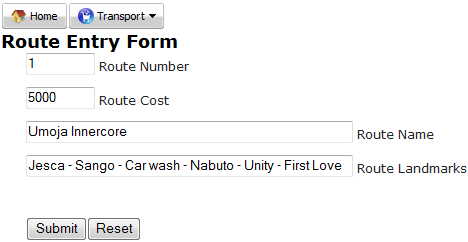 Home Transport
Route Entry Form
1 Route Number
5000 Route Cost
Umoja Innercore Route Name
Jesca - Sango - Car wash - Nabuto - Unity - First Love Route Landmarks
Submit Reset